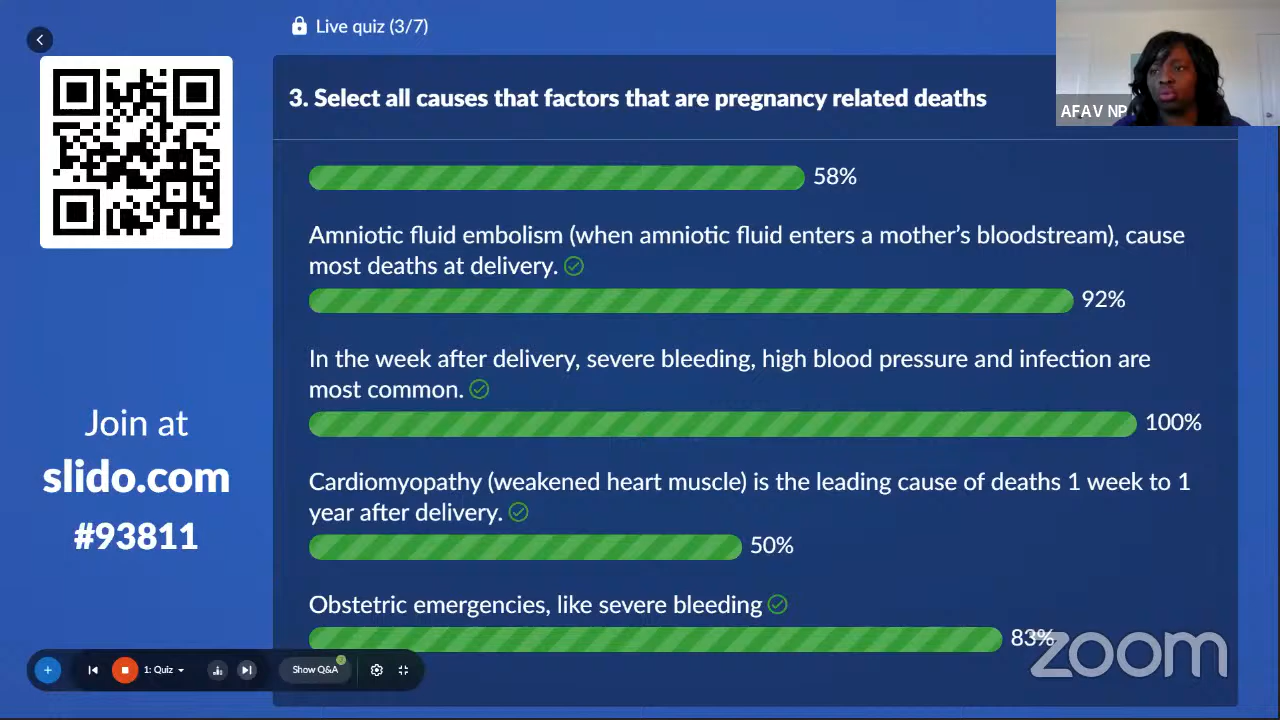 Live quiz (3/7)
3. Select all causes that factors that are pregnancy related deaths
AFAV NP
58%
Amniotic fluid embolism (when amniotic fluid enters a mother’s bloodstream), cause
most deaths at delivery.
92%
In the week after delivery, severe bleeding, high blood pressure and infection are
most common.
100%
Cardiomyopathy (weakened heart muscle) is the leading cause of deaths 1 week to 1
year after delivery.
50%
Obstetric emergencies, like severe bleeding
83%
Join at
slido.com
#93811
1: Quiz
Show Q&A
zoom